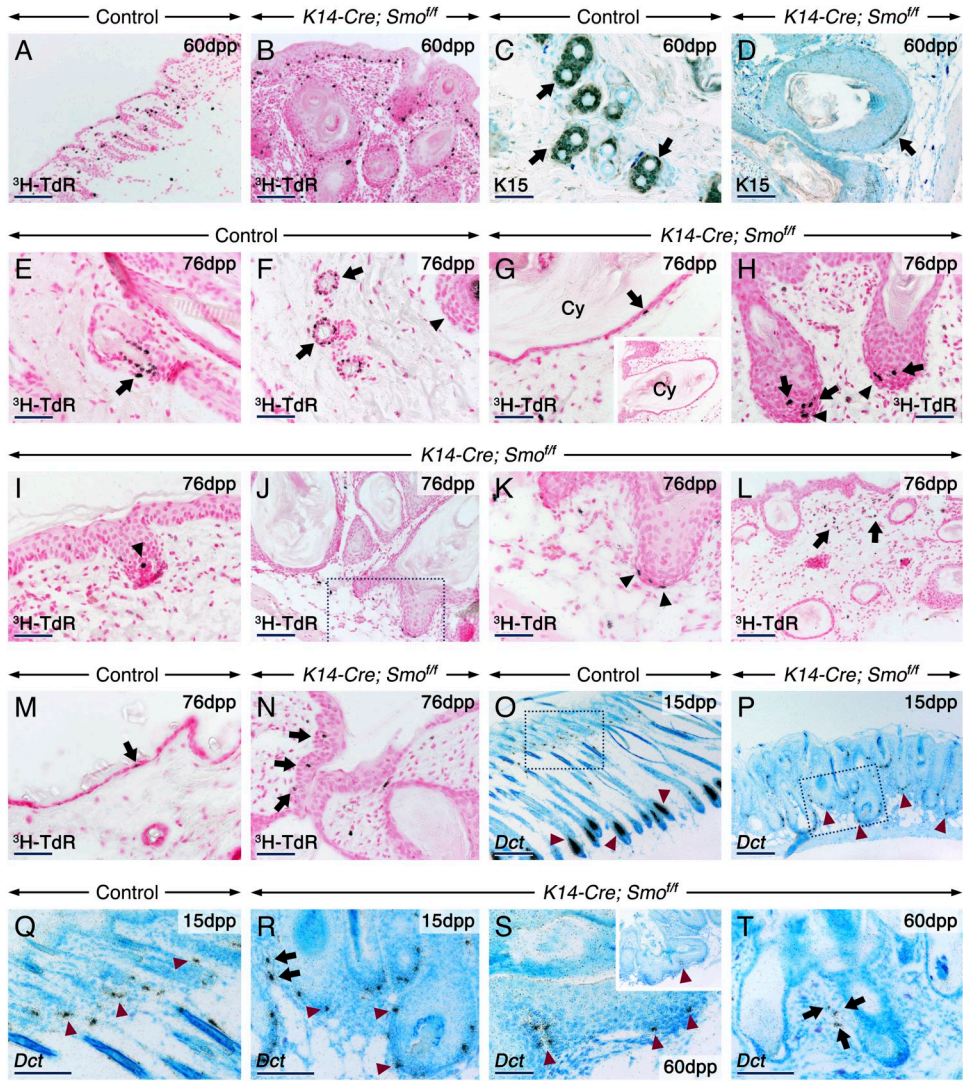 Control K14-Cre; Smo^f/f
A 60dpp B 60dpp C 60dpp D 60dpp
³H-TdR ³H-TdR K15 K15
Control K14-Cre; Smo^f/f
E 76dpp F 76dpp G 76dpp H 76dpp
Cy
Cy
³H-TdR ³H-TdR ³H-TdR ³H-TdR
K14-Cre; Smo^f/f
I 76dpp J 76dpp K 76dpp L 76dpp
³H-TdR ³H-TdR ³H-TdR ³H-TdR
Control K14-Cre; Smo^f/f Control K14-Cre; Smo^f/f
M 76dpp N 76dpp O 15dpp P 15dpp
³H-TdR ³H-TdR Dct Dct
Control K14-Cre; Smo^f/f
Q 15dpp R 15dpp S T 60dpp
Dct Dct Dct 60dpp Dct